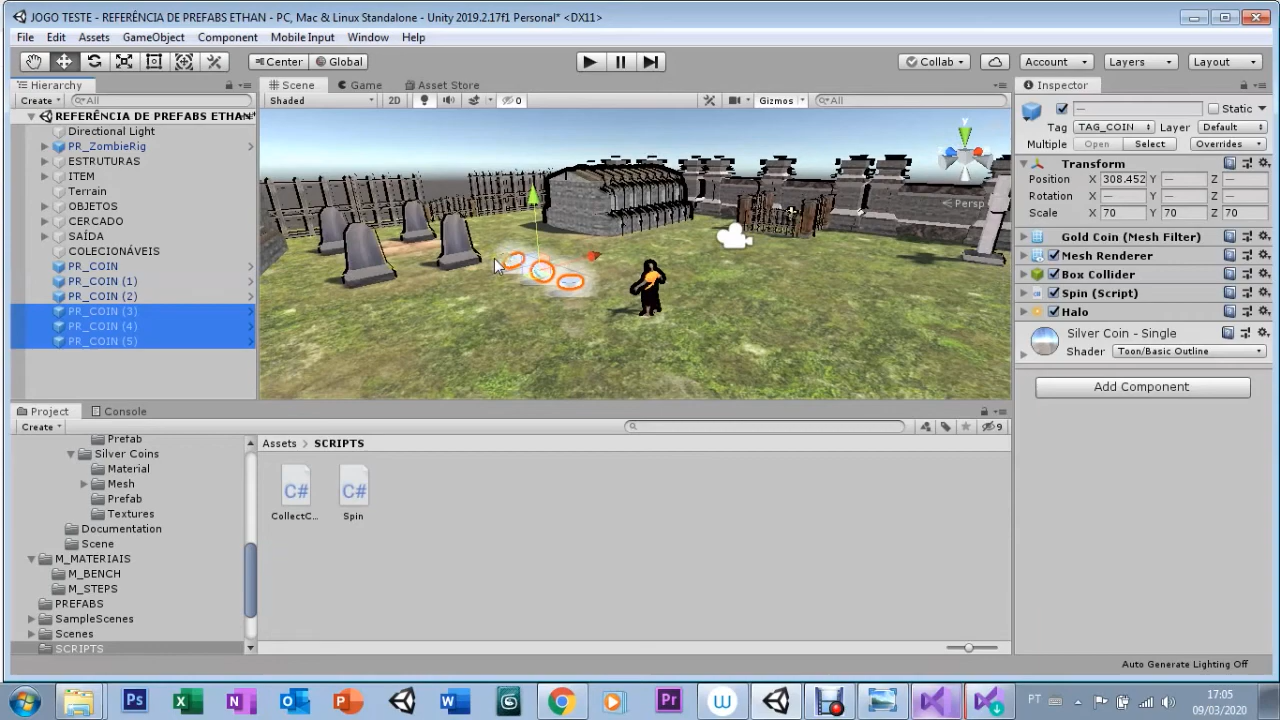 JOGO TESTE - REFERÊNCIA DE PREFABS ETHAN - PC, Mac & Linux Standalone - Unity 2019.2.17f1 Personal* <DX11>
File Edit Assets GameObject Component Mobile Input Window Help
Center Global Collab Account Layers Layout
Hierarchy Scene Game Asset Store Inspector
Create All Shaded 2D 0 Gizmos All — Static
REFERÊNCIA DE PREFABS ETHAN*
Directional Light
PR_ZombieRig
ESTRUTURAS
ITEM
Terrain
OBJETOS
CERCADO
SAÍDA
COLECIONÁVEIS
PR_COIN
PR_COIN (1)
PR_COIN (2)
PR_COIN (3)
PR_COIN (4)
PR_COIN (5)
y
Persp
Tag TAG_COIN Layer Default
Multiple Open Select Overrides
Transform
Position X 308.452 Y — Z —
Rotation X — Y — Z —
Scale X 70 Y 70 Z 70
Gold Coin (Mesh Filter)
Mesh Renderer
Box Collider
Spin (Script)
Halo
Silver Coin - Single
Shader Toon/Basic Outline
Add Component
Project Console
Create 9
Prefab
Silver Coins
Material
Mesh
Prefab
Textures
Documentation
Scene
M_MATERIAIS
M_BENCH
M_STEPS
PREFABS
SampleScenes
Scenes
SCRIPTS
Assets > SCRIPTS
C# C#
CollectC... Spin
Auto Generate Lighting Off
Ps X N O P W Pr W
PT 17:05
09/03/2020